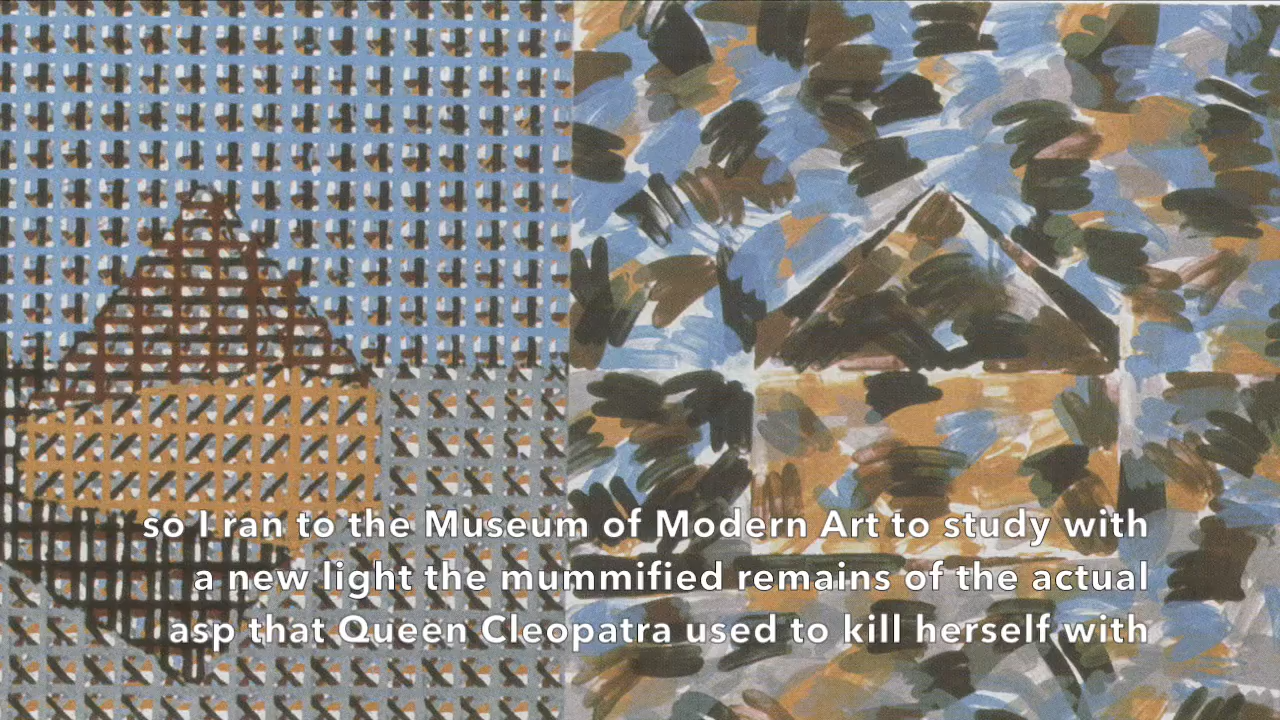 so I ran to the Museum of Modern Art to study with
a new light the mummified remains of the actual
asp that Queen Cleopatra used to kill herself with